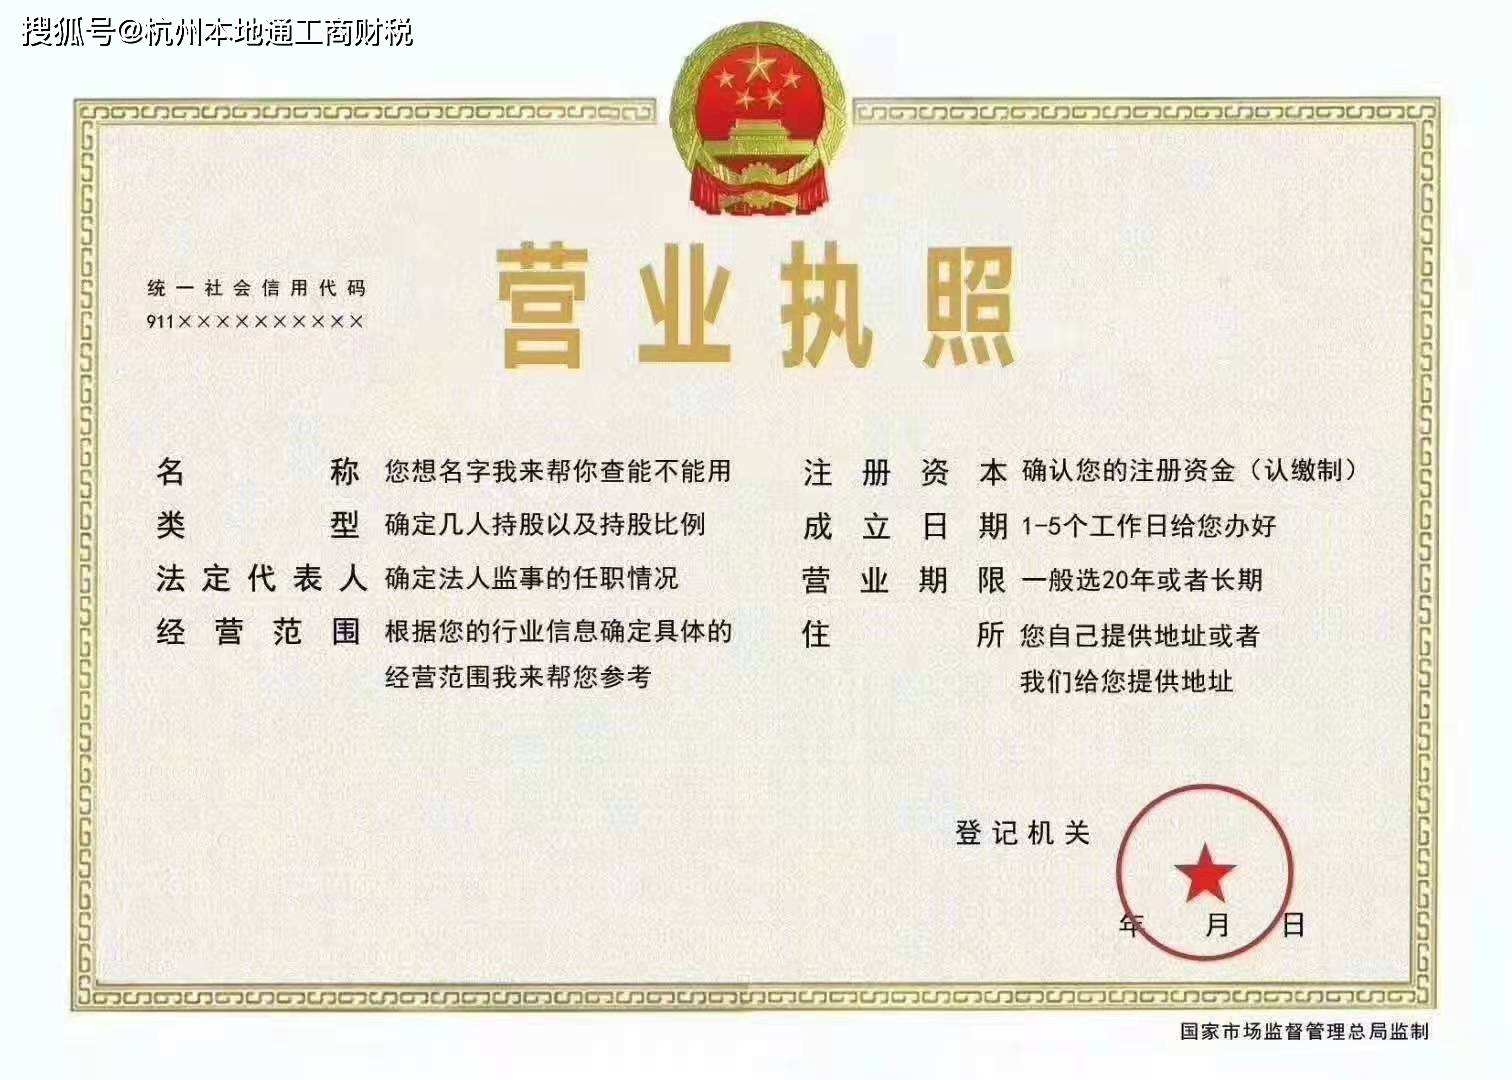 搜狐号@杭州本地通工商财税
营业执照
统一社会信用代码
911××××××××××
名称 您想名字我来帮你查能不能用
类型 确定几人持股以及持股比例
法定代表人 确定法人监事的任职情况
经营范围 根据您的行业信息确定具体的
经营范围我来帮您参考
注册资本 确认您的注册资金（认缴制）
成立日期 1-5个工作日给您办好
营业期限 一般选20年或者长期
住所 您自己提供地址或者
我们给您提供地址
登记机关
年 月 日
国家市场监督管理总局监制